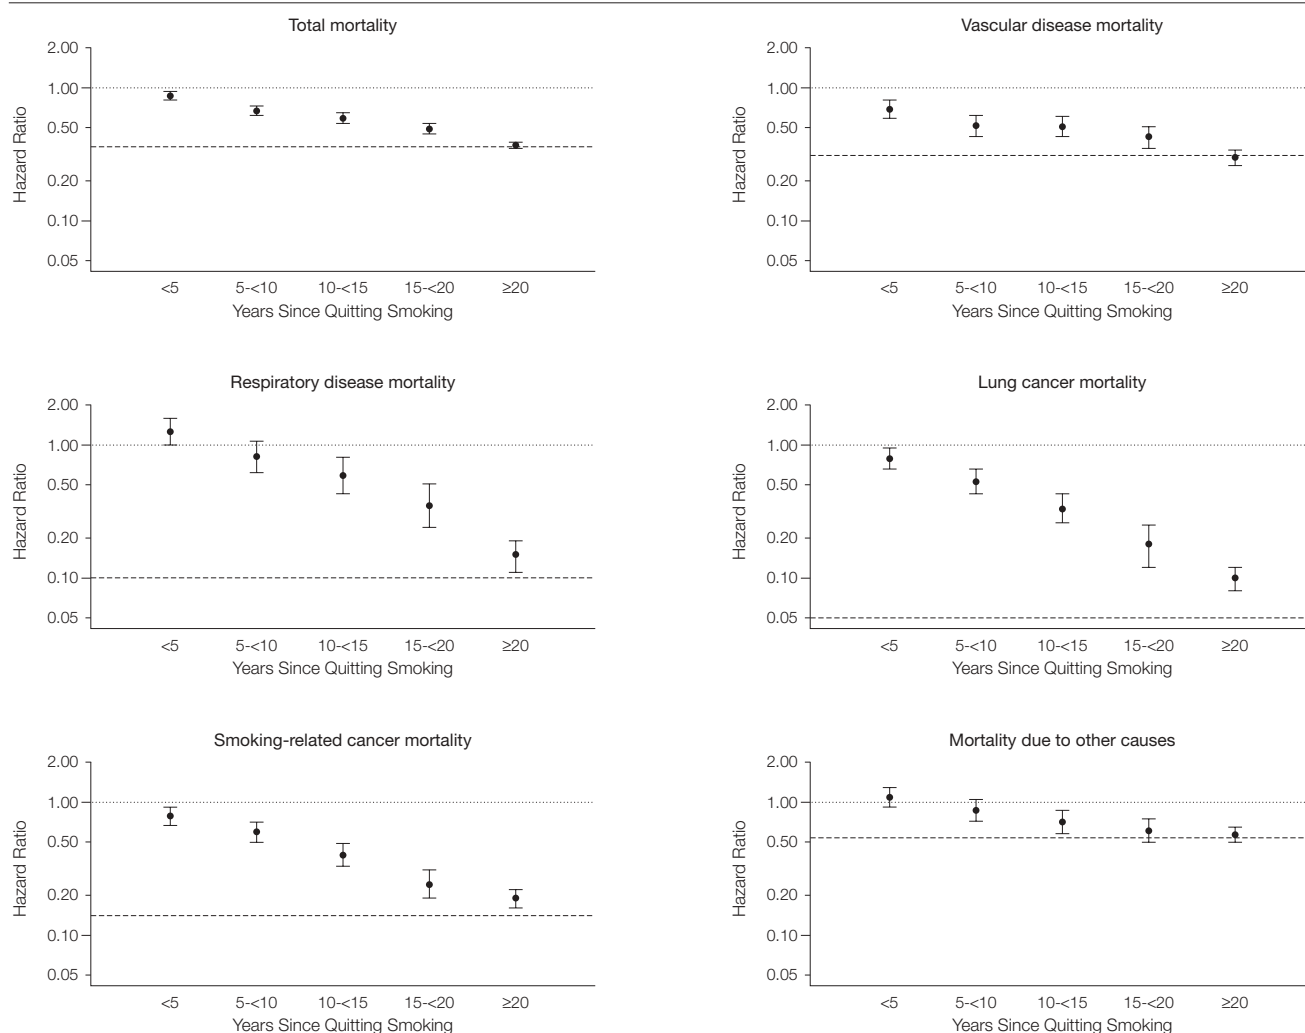 Total mortality
Hazard Ratio
2.00
1.00
0.50
0.20
0.10
0.05
<5 5-<10 10-<15 15-<20 ≥20
Years Since Quitting Smoking
Vascular disease mortality
Hazard Ratio
2.00
1.00
0.50
0.20
0.10
0.05
<5 5-<10 10-<15 15-<20 ≥20
Years Since Quitting Smoking
Respiratory disease mortality
Hazard Ratio
2.00
1.00
0.50
0.20
0.10
0.05
<5 5-<10 10-<15 15-<20 ≥20
Years Since Quitting Smoking
Lung cancer mortality
Hazard Ratio
2.00
1.00
0.50
0.20
0.10
0.05
<5 5-<10 10-<15 15-<20 ≥20
Years Since Quitting Smoking
Smoking-related cancer mortality
Hazard Ratio
2.00
1.00
0.50
0.20
0.10
0.05
<5 5-<10 10-<15 15-<20 ≥20
Years Since Quitting Smoking
Mortality due to other causes
Hazard Ratio
2.00
1.00
0.50
0.20
0.10
0.05
<5 5-<10 10-<15 15-<20 ≥20
Years Since Quitting Smoking